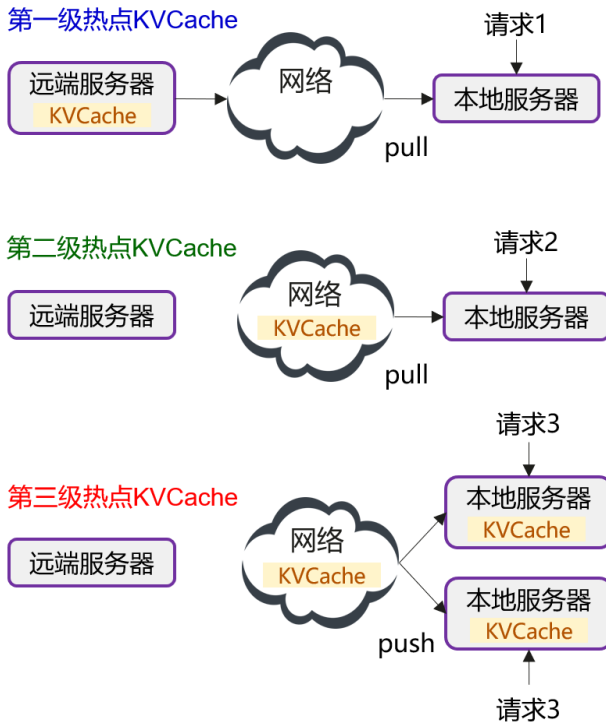 第一级热点KVCache
请求1
远端服务器
KVCache
网络
本地服务器
pull
第二级热点KVCache
请求2
远端服务器
网络
KVCache
本地服务器
pull
请求3
第三级热点KVCache
本地服务器
KVCache
远端服务器
网络
KVCache
本地服务器
KVCache
push
请求3